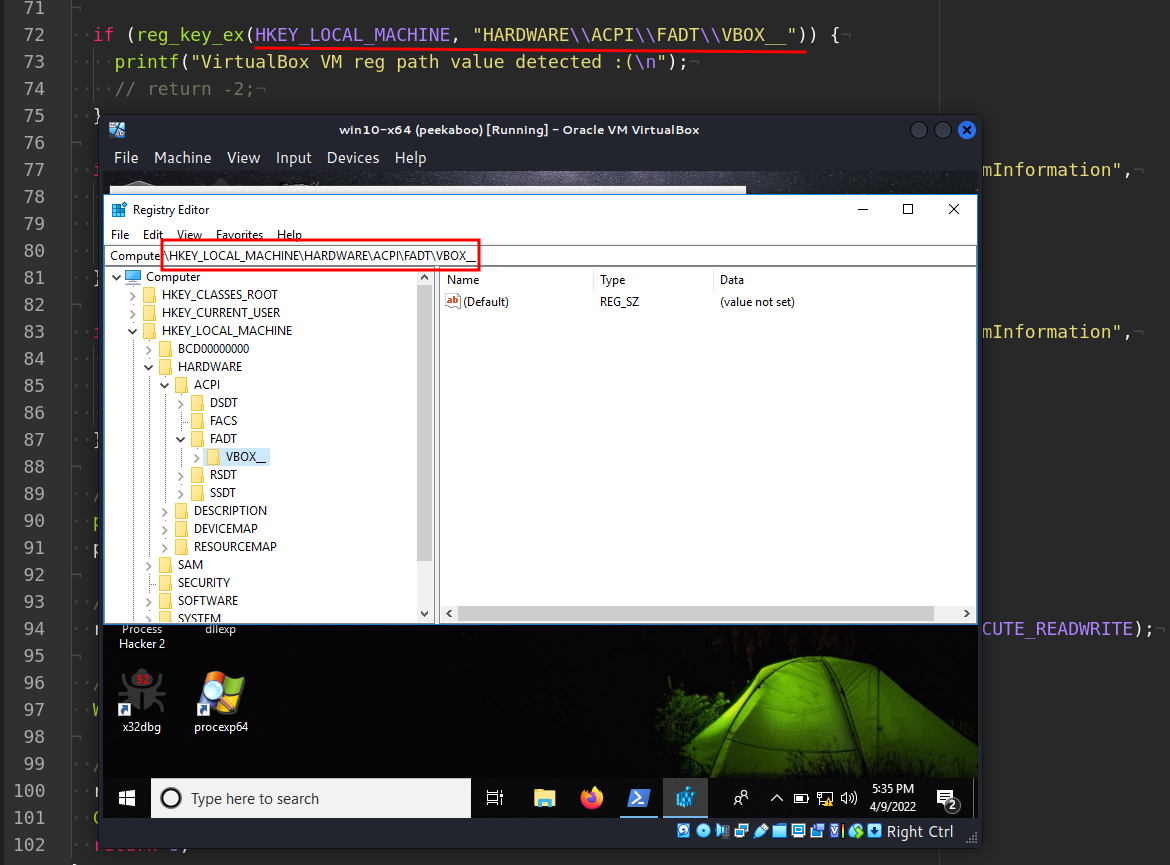 71
72 if (reg_key_ex(HKEY_LOCAL_MACHINE, "HARDWARE\\ACPI\\FADT\\VBOX__")) {
73 printf("VirtualBox VM reg path value detected :(\n");
74 // return -2;
75 }
76
77 mInformation",
78
79
80
81 }
82
83 mInformation",
84
85
86
87 }
88
89 /
90 p
91 p
92
93 /
94 r CUTE_READWRITE);
95
96 /
97 W
98
99 /
100
101
102 return 0;
win10-x64 (peekaboo) [Running] - Oracle VM VirtualBox
File Machine View Input Devices Help
Registry Editor
File Edit View Favorites Help
Computer\HKEY_LOCAL_MACHINE\HARDWARE\ACPI\FADT\VBOX__
Computer
HKEY_CLASSES_ROOT
HKEY_CURRENT_USER
HKEY_LOCAL_MACHINE
BCD00000000
HARDWARE
ACPI
DSDT
FACS
FADT
VBOX__
RSDT
SSDT
DESCRIPTION
DEVICEMAP
RESOURCEMAP
SAM
SECURITY
SOFTWARE
SYSTEM
Name Type Data
ab (Default) REG_SZ (value not set)
Process dllexp
Hacker 2
32
x32dbg procexp64
Type here to search
5:35 PM
4/9/2022
2
Right Ctrl